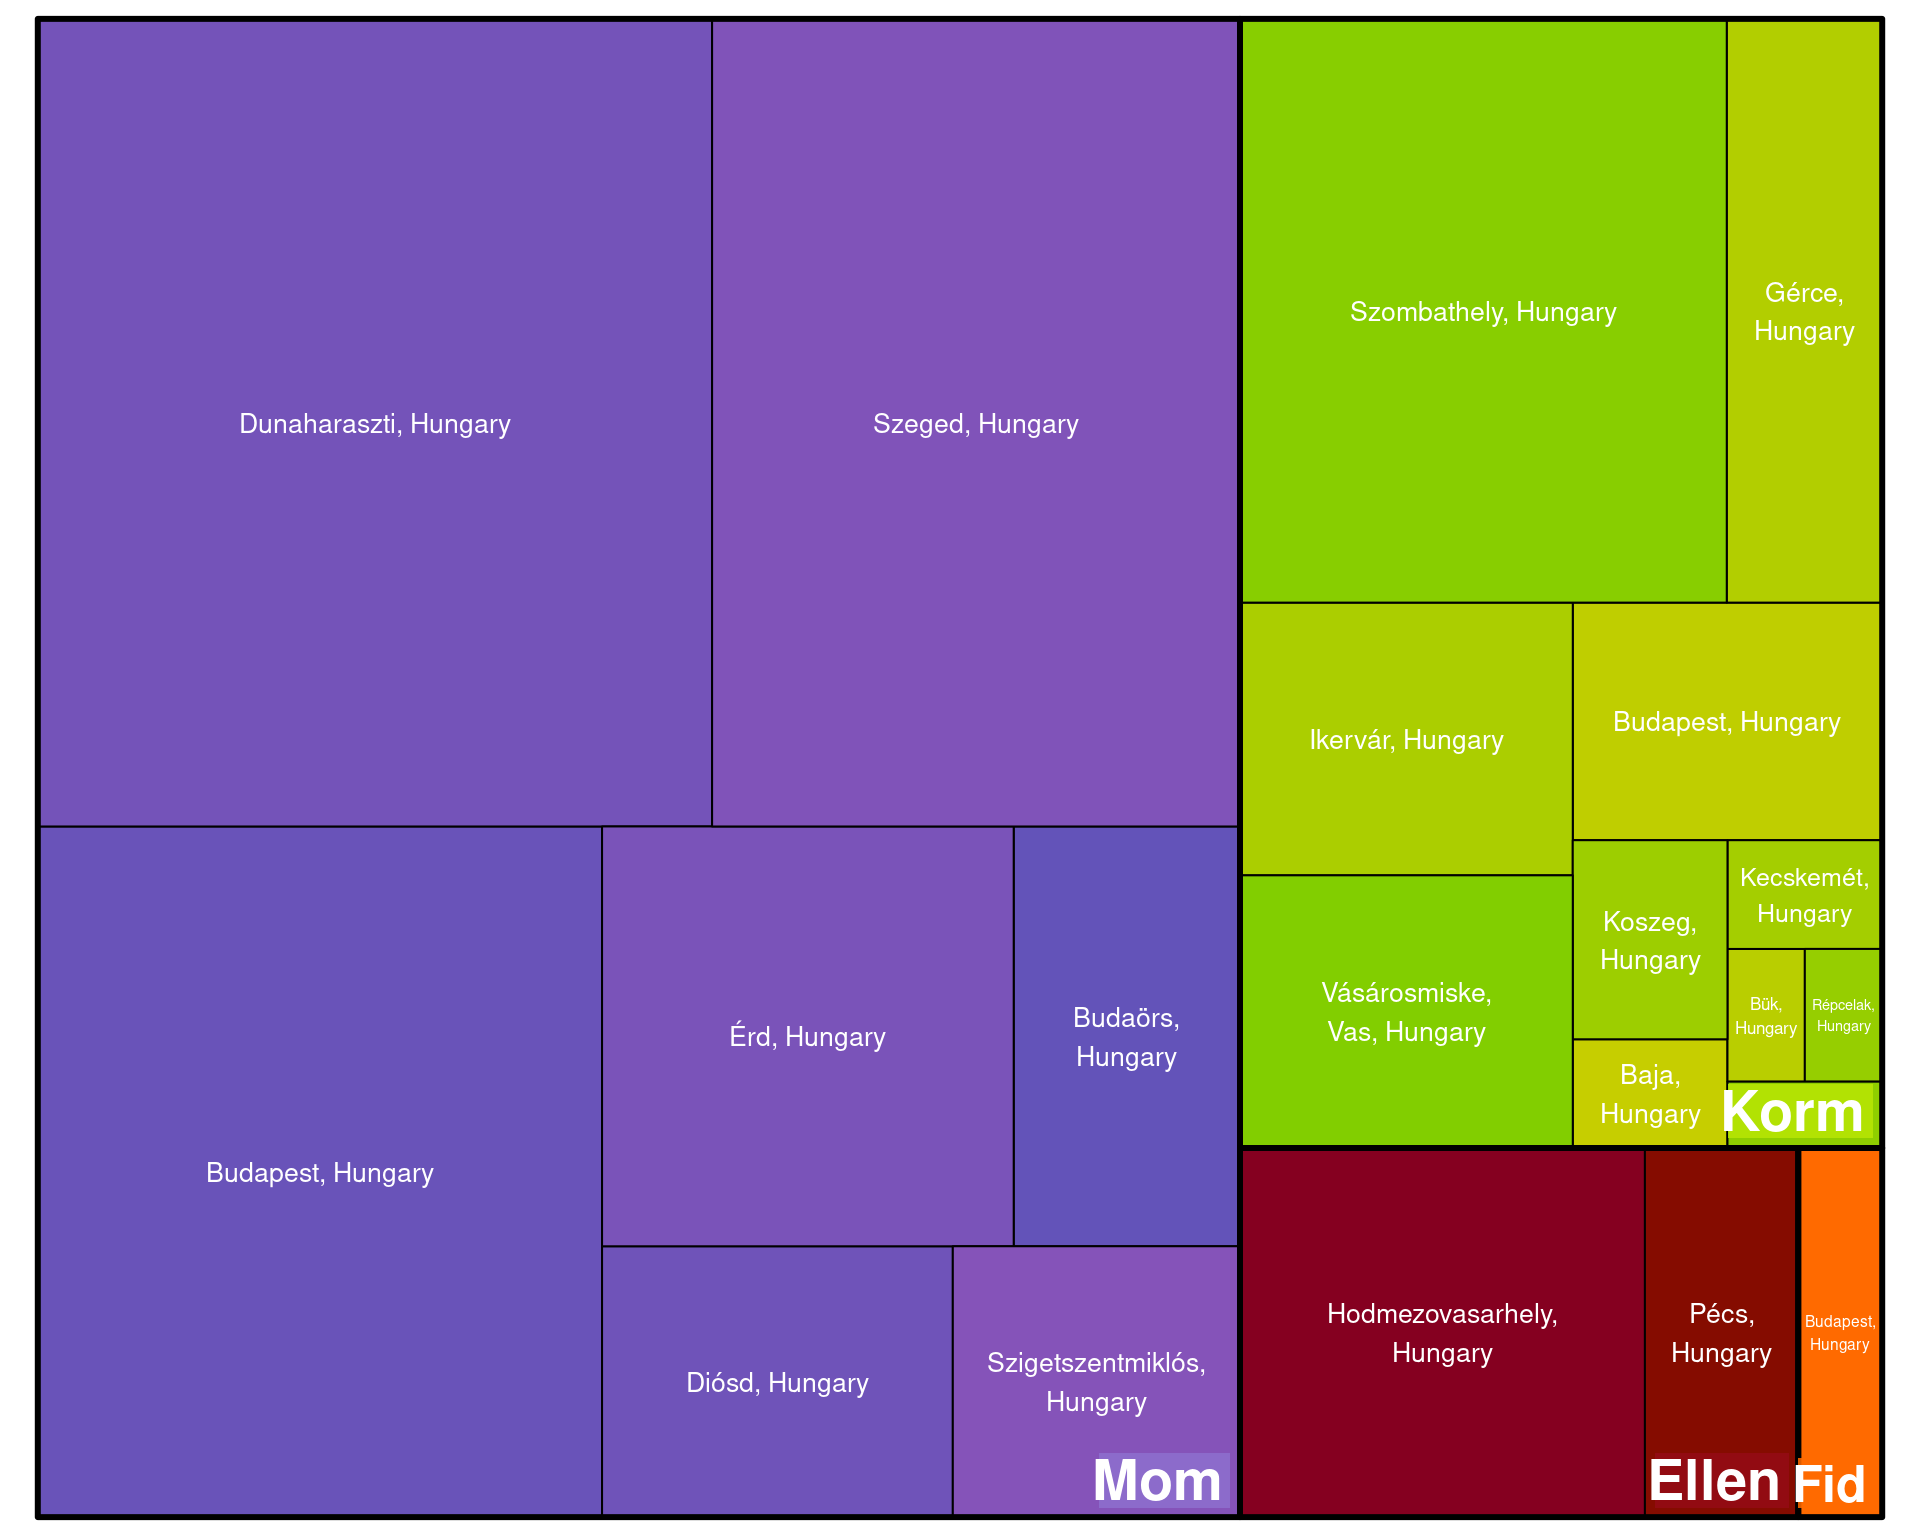 Dunaharaszti, Hungary
Szeged, Hungary
Budapest, Hungary
Érd, Hungary
Budaörs,
Hungary
Diósd, Hungary
Szigetszentmiklós,
Hungary
Mom
Szombathely, Hungary
Gérce,
Hungary
Ikervár, Hungary
Budapest, Hungary
Vásárosmiske,
Vas, Hungary
Koszeg,
Hungary
Kecskemét,
Hungary
Bük,
Hungary
Répcelak,
Hungary
Baja,
Hungary
Korm
Hodmezovasarhely,
Hungary
Pécs,
Hungary
Ellen
Budapest,
Hungary
Fid